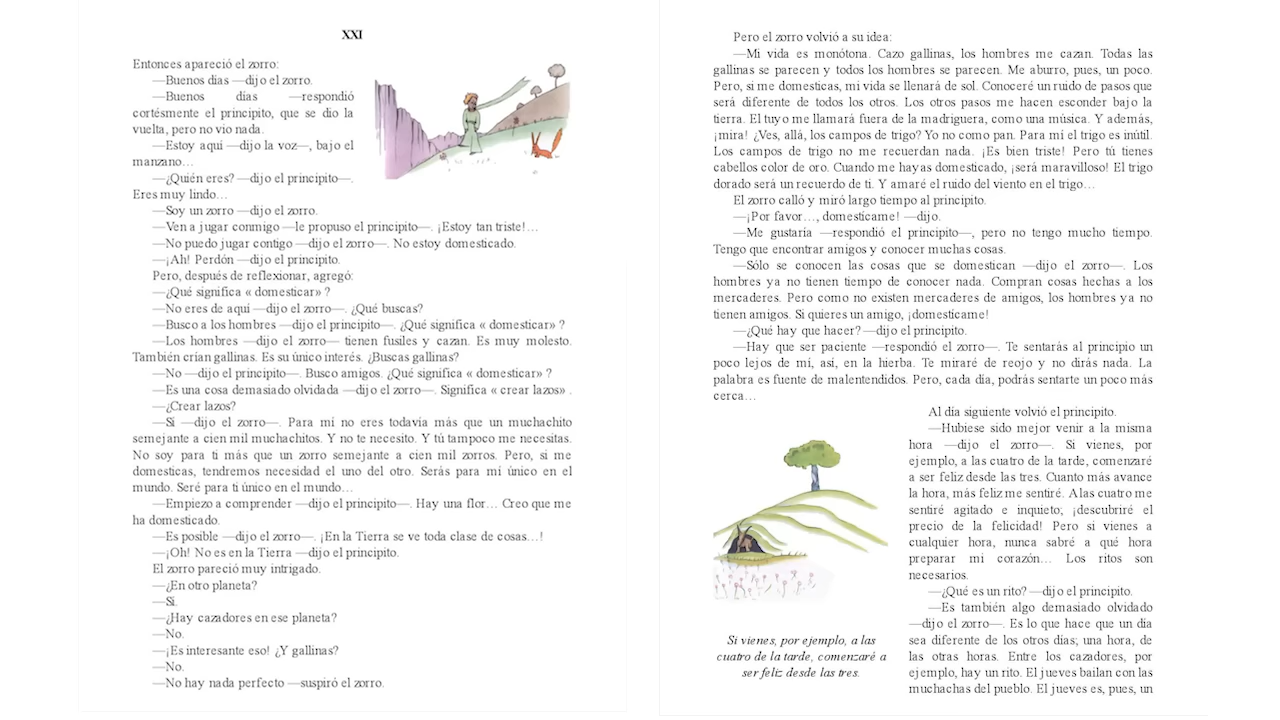 XXI
Entonces apareció el zorro:
—Buenos días —dijo el zorro.
—Buenos días —respondió
cortésmente el principito, que se dio la
vuelta, pero no vio nada.
—Estoy aquí —dijo la voz—, bajo el
manzano…
—¿Quién eres? —dijo el principito—.
Eres muy lindo…
—Soy un zorro —dijo el zorro.
—Ven a jugar conmigo —le propuso el principito—. ¡Estoy tan triste!…
—No puedo jugar contigo —dijo el zorro—. No estoy domesticado.
—¡Ah! Perdón —dijo el principito.
Pero, después de reflexionar, agregó:
—¿Qué significa « domesticar» ?
—No eres de aquí —dijo el zorro—. ¿Qué buscas?
—Busco a los hombres —dijo el principito—. ¿Qué significa « domesticar» ?
—Los hombres —dijo el zorro— tienen fusiles y cazan. Es muy molesto.
También crían gallinas. Es su único interés. ¿Buscas gallinas?
—No —dijo el principito—. Busco amigos. ¿Qué significa « domesticar» ?
—Es una cosa demasiado olvidada —dijo el zorro—. Significa « crear lazos» .
—¿Crear lazos?
—Sí —dijo el zorro—. Para mí no eres todavía más que un muchachito
semejante a cien mil muchachitos. Y no te necesito. Y tú tampoco me necesitas.
No soy para ti más que un zorro semejante a cien mil zorros. Pero, si me
domesticas, tendremos necesidad el uno del otro. Serás para mí único en el
mundo. Seré para ti único en el mundo…
—Empiezo a comprender —dijo el principito—. Hay una flor… Creo que me
ha domesticado.
—Es posible —dijo el zorro—. ¡En la Tierra se ve toda clase de cosas…!
—¡Oh! No es en la Tierra —dijo el principito.
El zorro pareció muy intrigado.
—¿En otro planeta?
—Sí.
—¿Hay cazadores en ese planeta?
—No.
—¡Es interesante eso! ¿Y gallinas?
—No.
—No hay nada perfecto —suspiró el zorro.
Pero el zorro volvió a su idea:
—Mi vida es monótona. Cazo gallinas, los hombres me cazan. Todas las
gallinas se parecen y todos los hombres se parecen. Me aburro, pues, un poco.
Pero, si me domesticas, mi vida se llenará de sol. Conoceré un ruido de pasos que
será diferente de todos los otros. Los otros pasos me hacen esconder bajo la
tierra. El tuyo me llamará fuera de la madriguera, como una música. Y además,
¡mira! ¿Ves, allá, los campos de trigo? Yo no como pan. Para mí el trigo es inútil.
Los campos de trigo no me recuerdan nada. ¡Es bien triste! Pero tú tienes
cabellos color de oro. Cuando me hayas domesticado, ¡será maravilloso! El trigo
dorado será un recuerdo de ti. Y amaré el ruido del viento en el trigo…
El zorro calló y miró largo tiempo al principito.
—¡Por favor…, domestícame! —dijo.
—Me gustaría —respondió el principito—, pero no tengo mucho tiempo.
Tengo que encontrar amigos y conocer muchas cosas.
—Sólo se conocen las cosas que se domestican —dijo el zorro—. Los
hombres ya no tienen tiempo de conocer nada. Compran cosas hechas a los
mercaderes. Pero como no existen mercaderes de amigos, los hombres ya no
tienen amigos. Si quieres un amigo, ¡domestícame!
—¿Qué hay que hacer? —dijo el principito.
—Hay que ser paciente —respondió el zorro—. Te sentarás al principio un
poco lejos de mí, así, en la hierba. Te miraré de reojo y no dirás nada. La
palabra es fuente de malentendidos. Pero, cada día, podrás sentarte un poco más
cerca…
Al día siguiente volvió el principito.
—Hubiese sido mejor venir a la misma
hora —dijo el zorro—. Si vienes, por
ejemplo, a las cuatro de la tarde, comenzaré
a ser feliz desde las tres. Cuanto más avance
la hora, más feliz me sentiré. A las cuatro me
sentiré agitado e inquieto; ¡descubriré el
precio de la felicidad! Pero si vienes a
cualquier hora, nunca sabré a qué hora
preparar mi corazón… Los ritos son
necesarios.
—¿Qué es un rito? —dijo el principito.
—Es también algo demasiado olvidado
—dijo el zorro—. Es lo que hace que un día
sea diferente de los otros días; una hora, de
las otras horas. Entre los cazadores, por
ejemplo, hay un rito. El jueves bailan con las
muchachas del pueblo. El jueves es, pues, un
Si vienes, por ejemplo, a las
cuatro de la tarde, comenzaré a
ser feliz desde las tres.